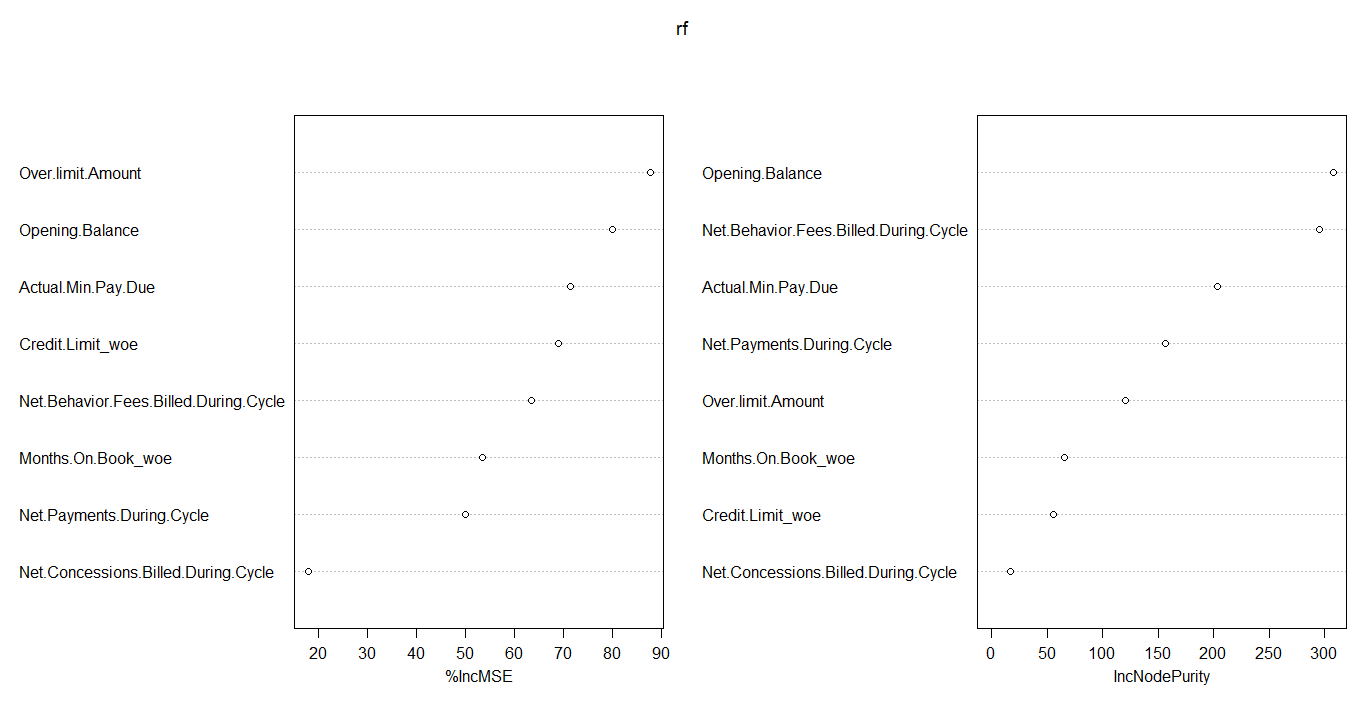 rf
Over.limit.Amount
Opening.Balance
Actual.Min.Pay.Due
Credit.Limit_woe
Net.Behavior.Fees.Billed.During.Cycle
Months.On.Book_woe
Net.Payments.During.Cycle
Net.Concessions.Billed.During.Cycle
20 30 40 50 60 70 80 90
%IncMSE
Opening.Balance
Net.Behavior.Fees.Billed.During.Cycle
Actual.Min.Pay.Due
Net.Payments.During.Cycle
Over.limit.Amount
Months.On.Book_woe
Credit.Limit_woe
Net.Concessions.Billed.During.Cycle
0 50 100 150 200 250 300
IncNodePurity